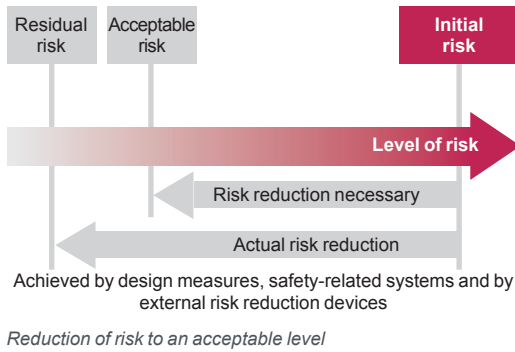 Residual
risk
Acceptable
risk
Initial
risk
Level of risk
Risk reduction necessary
Actual risk reduction
Achieved by design measures, safety-related systems and by
external risk reduction devices
Reduction of risk to an acceptable level